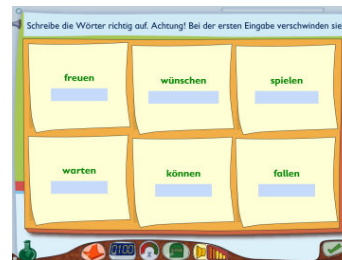 Schreibe die Wörter richtig auf. Achtung! Bei der ersten Eingabe verschwinden sie
freuen
wünschen
spielen
warten
können
fallen